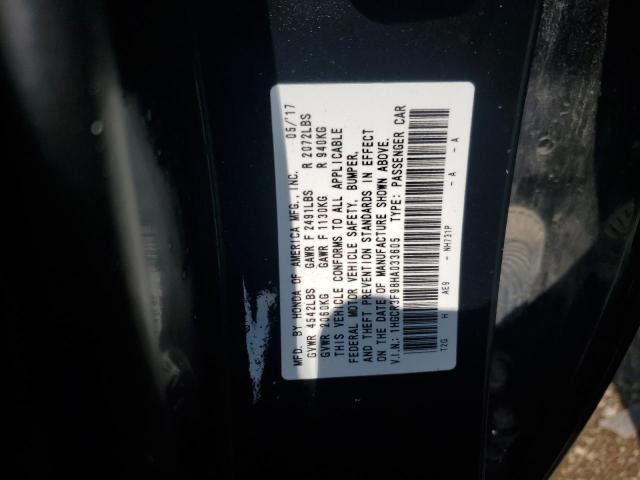 MFD. BY HONDA OF AMERICA MFG., INC. 05/'17
GVWR 4542LBS GAWR F 2491LBS R 2072LBS
GVWR 2060KG GAWR F 1130KG R 940KG
THIS VEHICLE CONFORMS TO ALL APPLICABLE
FEDERAL MOTOR VEHICLE SAFETY, BUMPER,
AND THEFT PREVENTION STANDARDS IN EFFECT
ON THE DATE OF MANUFACTURE SHOWN ABOVE.
V.I.N.: TYPE: PASSENGER CAR
T2G H AE9 - NH731P - A - A